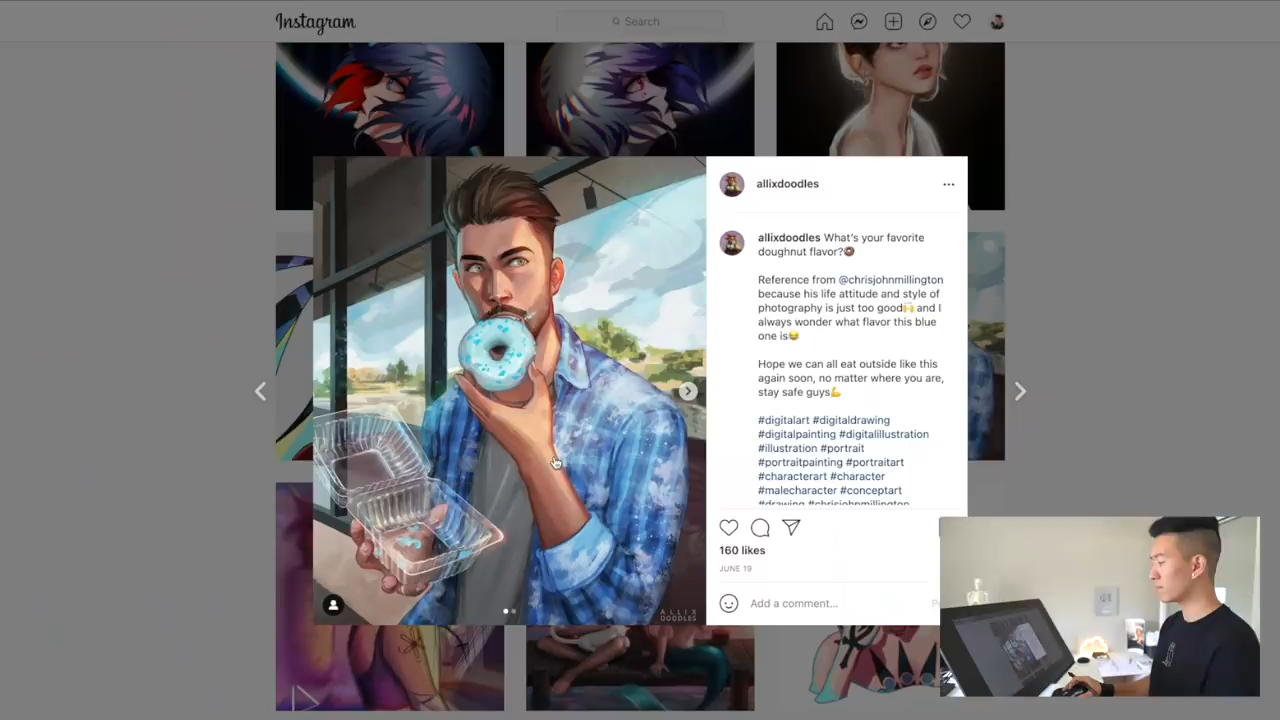 Instagram
Search
allixdoodles
allixdoodles What's your favorite
doughnut flavor?🍩
Reference from @chrisjohnmillington
because his life attitude and style of
photography is just too good🙌 and I
always wonder what flavor this blue
one is😂
Hope we can all eat outside like this
again soon, no matter where you are,
stay safe guys💪
#digitalart #digitaldrawing
#digitalpainting #digitalillustration
#illustration #portrait
#portraitpainting #portraitart
#characterart #character
#malecharacter #conceptart
#drawing #chrisjohnmillington
160 likes
JUNE 19
Add a comment...
ALLIX
DOODLES